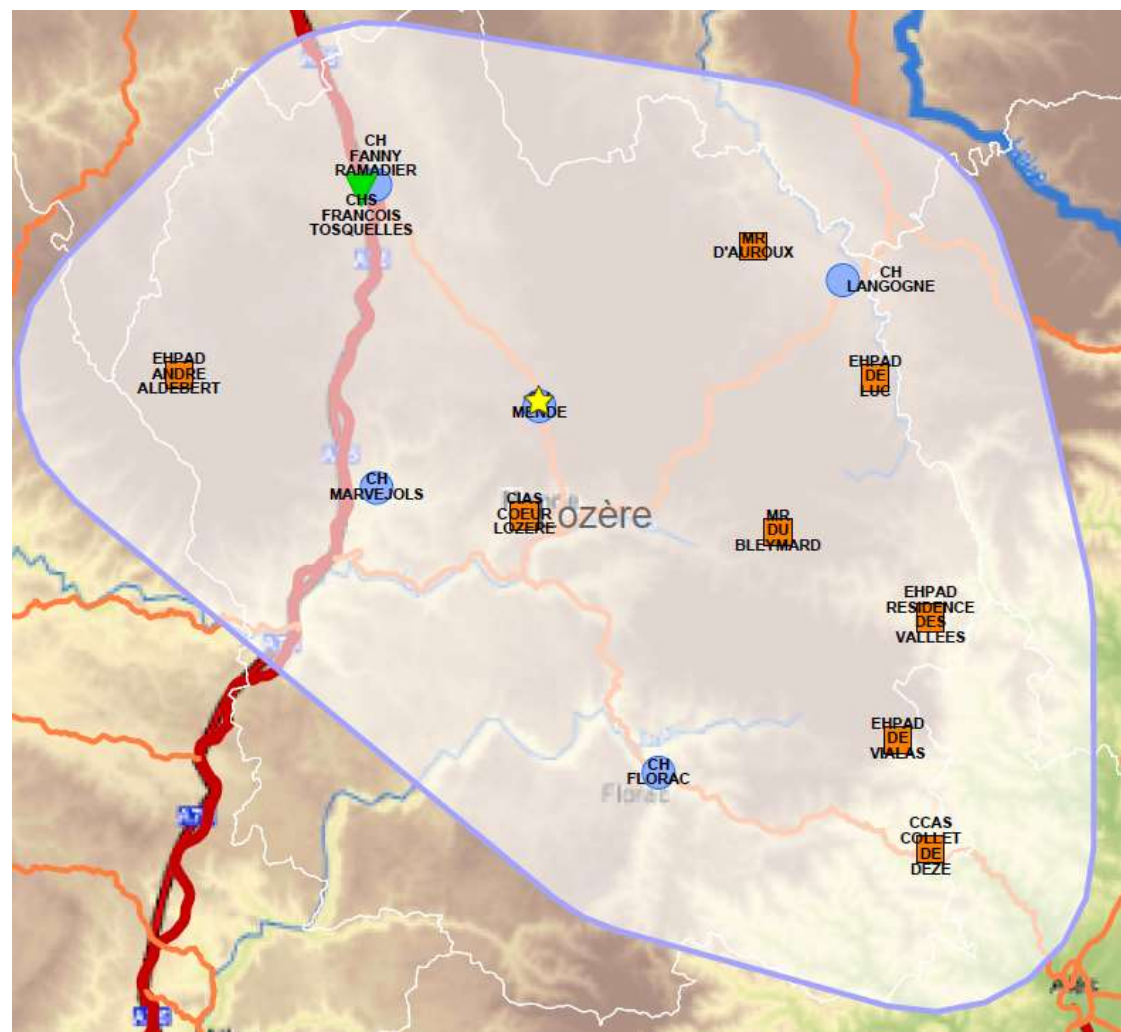 CH
FANNY
RAMADIER
CHS
FRANCOIS
TOSQUELLES
MR
D'AUROUX
CH
LANGOGNE
EHPAD
ANDRE
ALDEBERT
EHPAD
DE
LUC
MENDE
CH
MARVEJOLS
CIAS
COEUR
LOZERE
Lozère
MR
DU
BLEYMARD
EHPAD
RESIDENCE
DES
VALLEES
EHPAD
DE
VIALAS
CH
FLORAC
Florac
CCAS
COLLET
DE
DEZE